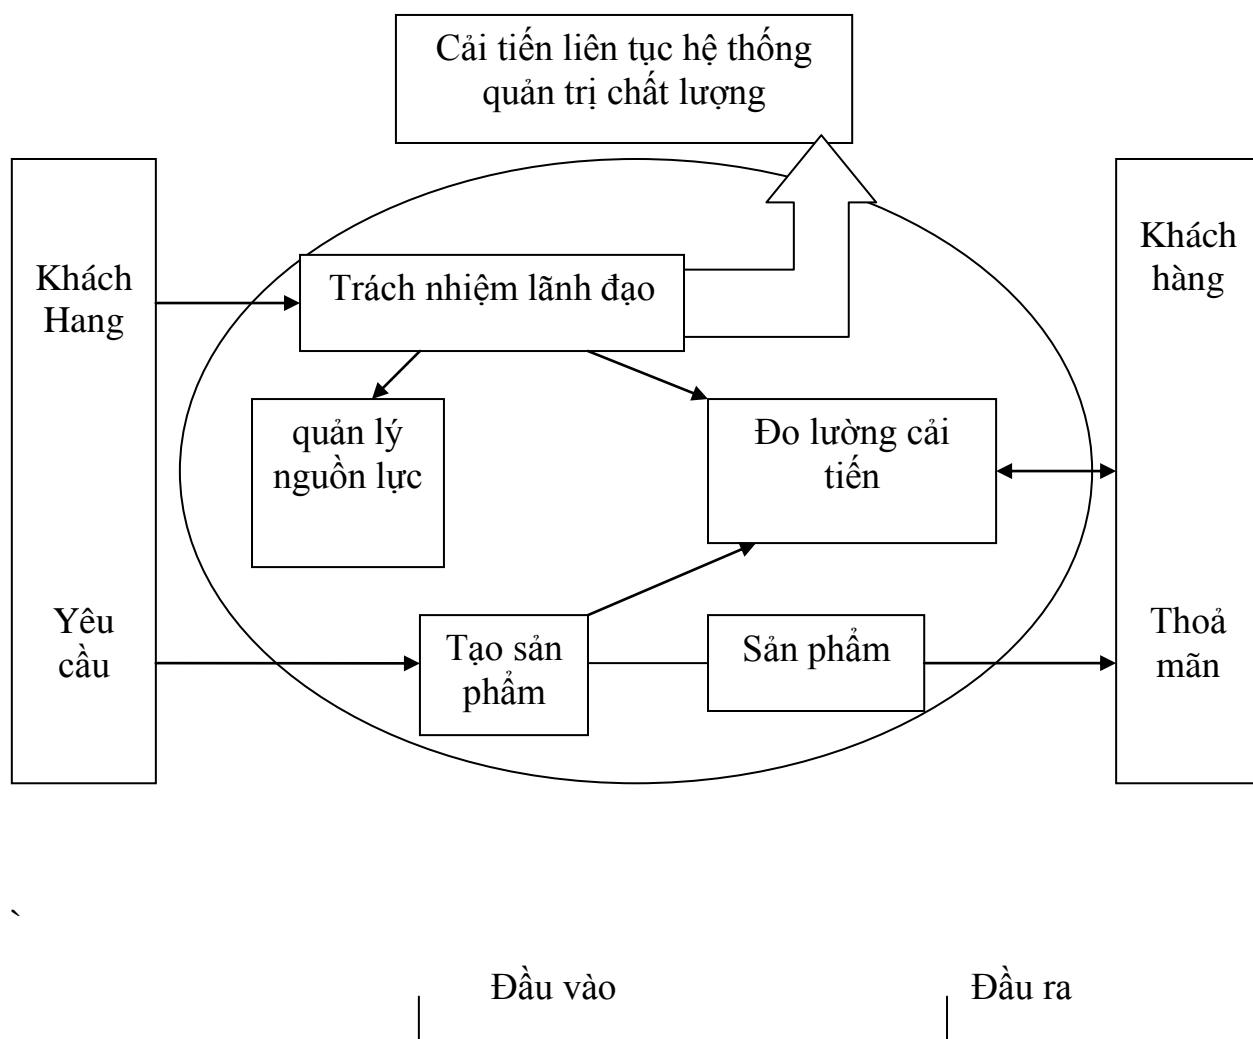 Cải tiến liên tục hệ thống
quản trị chất lượng
Khách
Hang
Trách nhiệm lãnh đạo
Khách
hàng
quản lý
nguồn lực
Đo lường cải
tiến
Yêu
cầu
Tạo sản
phẩm
Sản phẩm
Thoả
mãn
`
Đầu vào
Đầu ra